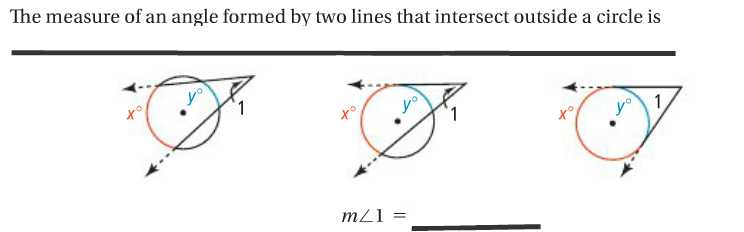 The measure of an angle formed by two lines that intersect outside a circle is
x° y° 1
x° y° 1
x° y° 1
m∠1 =